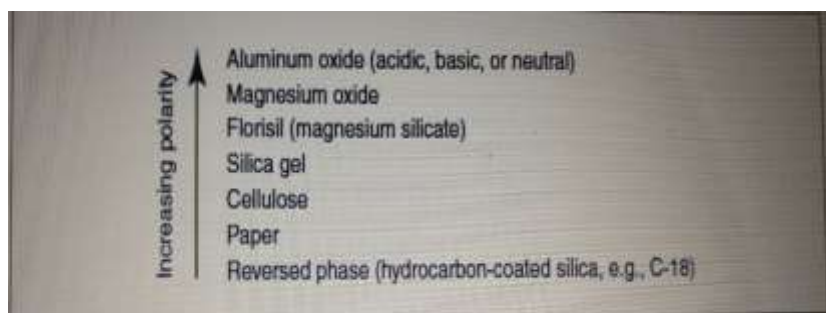 Increasing polarity
Aluminum oxide (acidic, basic, or neutral)
Magnesium oxide
Florisil (magnesium silicate)
Silica gel
Cellulose
Paper
Reversed phase (hydrocarbon-coated silica, e.g., C-18)